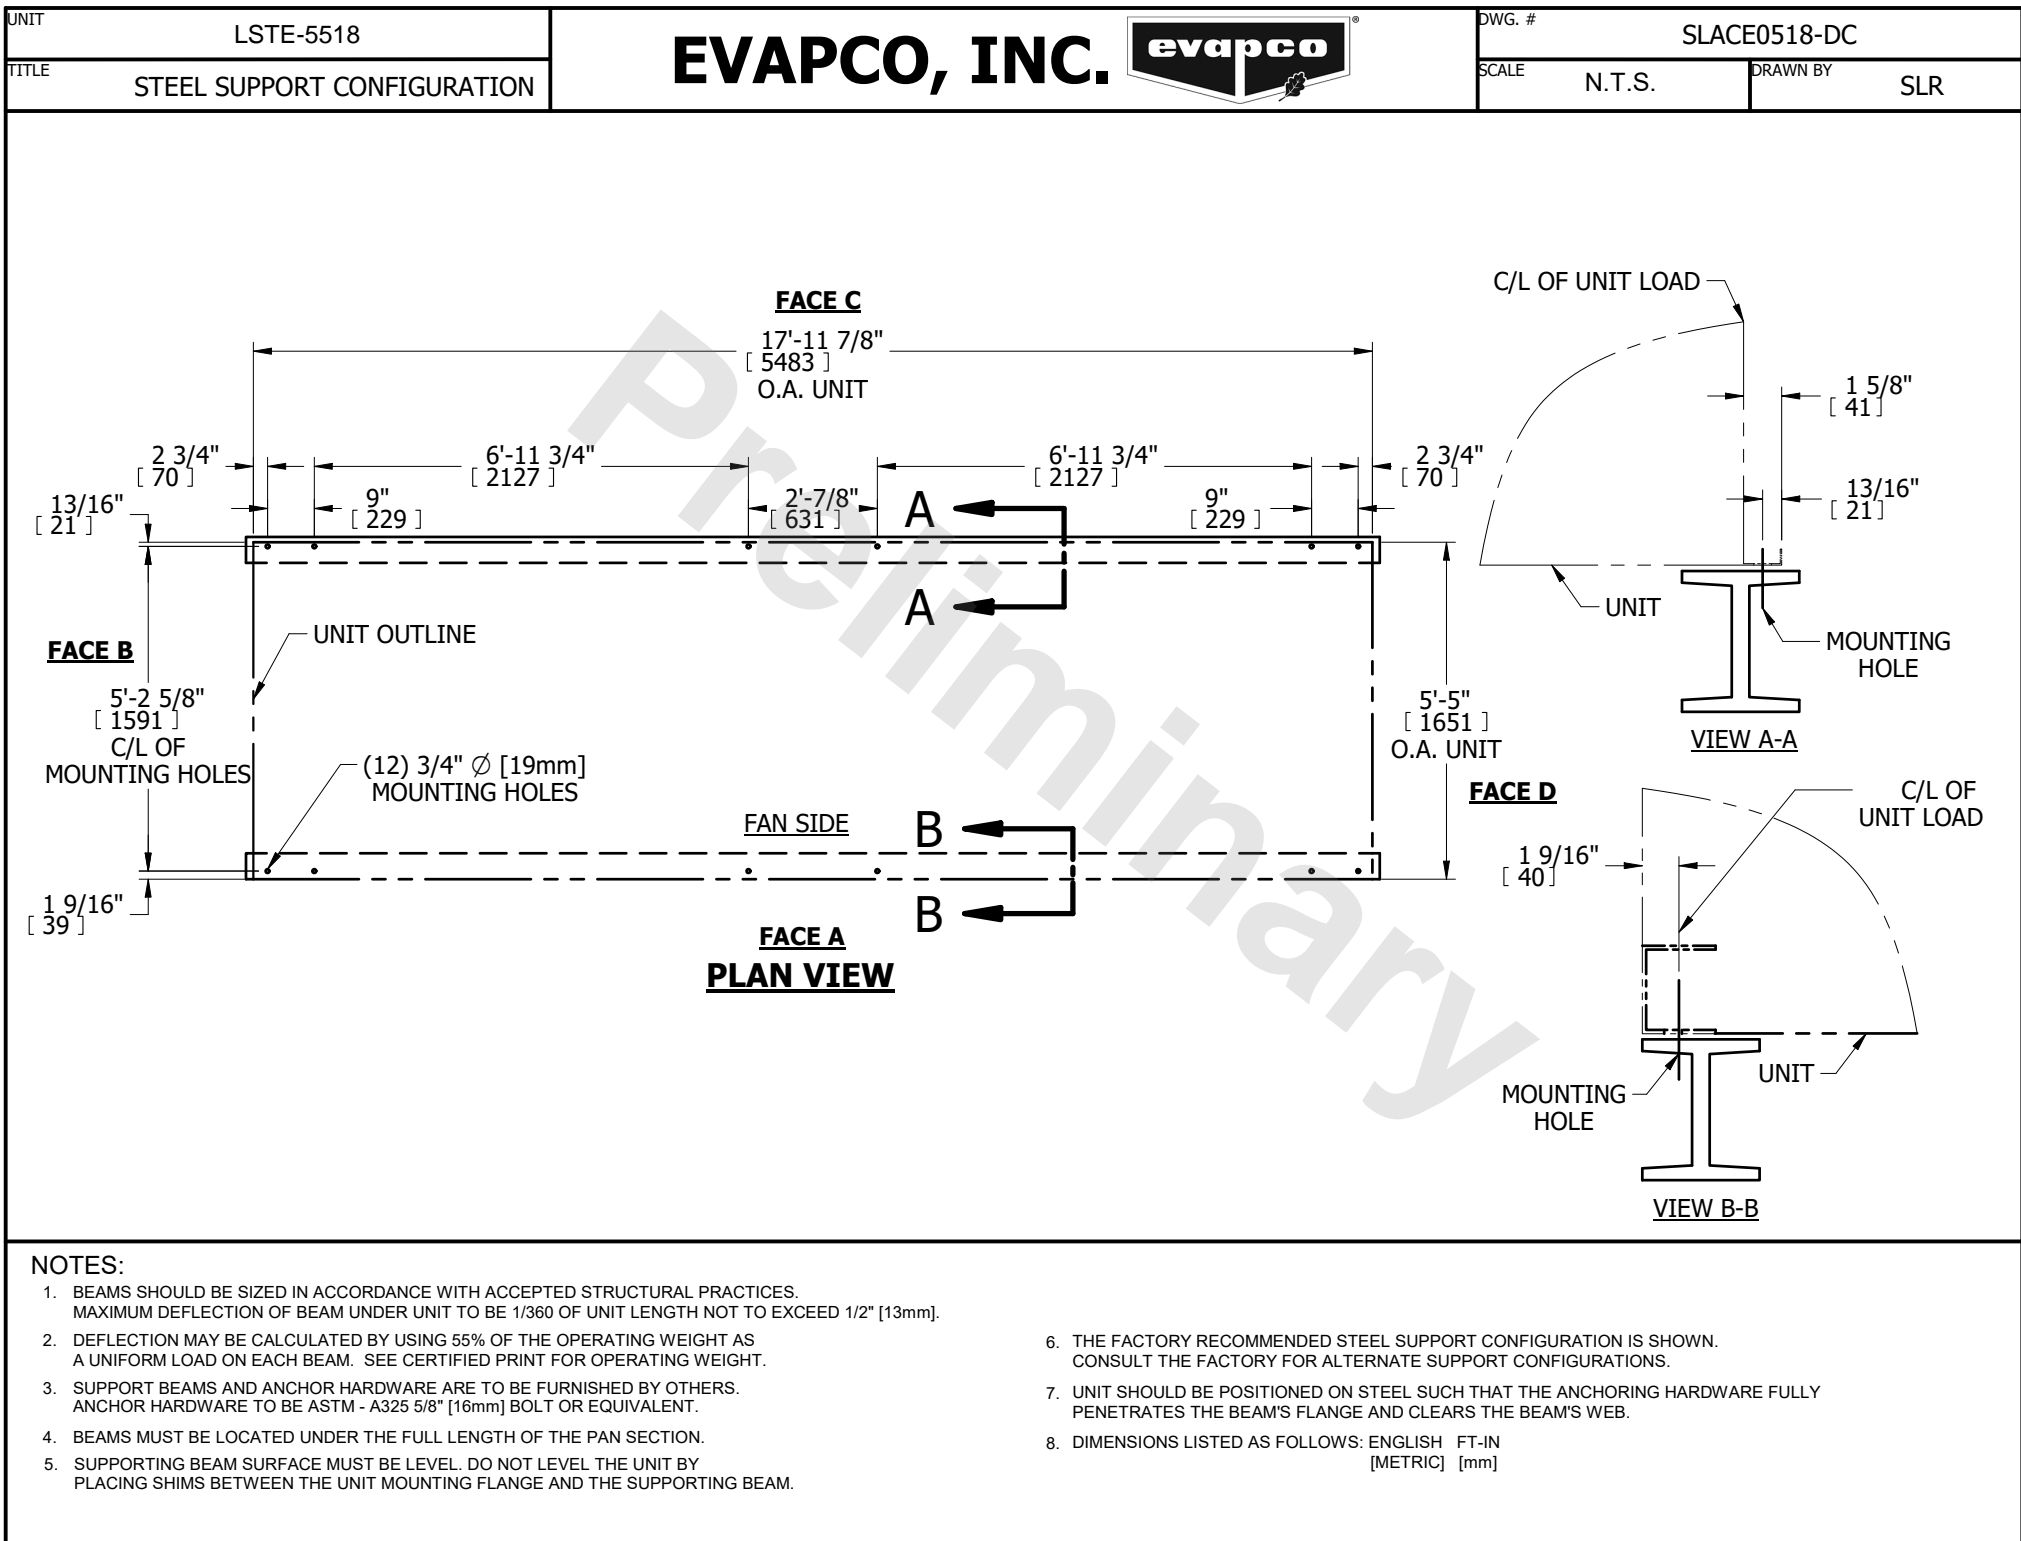 UNIT
LSTE-5518
TITLE
STEEL SUPPORT CONFIGURATION
EVAPCO, INC.
evapco
®
DWG. #
SLACE0518-DC
SCALE
N.T.S.
DRAWN BY
SLR
FACE C
17'-11 7/8"
[ 5483 ]
O.A. UNIT
2 3/4"
[ 70 ]
6'-11 3/4"
[ 2127 ]
6'-11 3/4"
[ 2127 ]
2 3/4"
[ 70 ]
13/16"
[ 21 ]
9"
[ 229 ]
2'-7/8"
[ 631 ]
A
9"
[ 229 ]
A
UNIT OUTLINE
FACE B
5'-2 5/8"
[ 1591 ]
C/L OF
MOUNTING HOLES
(12) 3/4" ∅ [19mm]
MOUNTING HOLES
5'-5"
[ 1651 ]
O.A. UNIT
FACE D
FAN SIDE
B
B
1 9/16"
[ 39 ]
FACE A
PLAN VIEW
Preliminary
C/L OF UNIT LOAD
1 5/8"
[ 41 ]
13/16"
[ 21 ]
UNIT
MOUNTING
HOLE
VIEW A-A
C/L OF
UNIT LOAD
1 9/16"
[ 40 ]
UNIT
MOUNTING
HOLE
VIEW B-B
NOTES:
1. BEAMS SHOULD BE SIZED IN ACCORDANCE WITH ACCEPTED STRUCTURAL PRACTICES.
MAXIMUM DEFLECTION OF BEAM UNDER UNIT TO BE 1/360 OF UNIT LENGTH NOT TO EXCEED 1/2" [13mm].
2. DEFLECTION MAY BE CALCULATED BY USING 55% OF THE OPERATING WEIGHT AS
A UNIFORM LOAD ON EACH BEAM. SEE CERTIFIED PRINT FOR OPERATING WEIGHT.
3. SUPPORT BEAMS AND ANCHOR HARDWARE ARE TO BE FURNISHED BY OTHERS.
ANCHOR HARDWARE TO BE ASTM - A325 5/8" [16mm] BOLT OR EQUIVALENT.
4. BEAMS MUST BE LOCATED UNDER THE FULL LENGTH OF THE PAN SECTION.
5. SUPPORTING BEAM SURFACE MUST BE LEVEL. DO NOT LEVEL THE UNIT BY
PLACING SHIMS BETWEEN THE UNIT MOUNTING FLANGE AND THE SUPPORTING BEAM.
6. THE FACTORY RECOMMENDED STEEL SUPPORT CONFIGURATION IS SHOWN.
CONSULT THE FACTORY FOR ALTERNATE SUPPORT CONFIGURATIONS.
7. UNIT SHOULD BE POSITIONED ON STEEL SUCH THAT THE ANCHORING HARDWARE FULLY
PENETRATES THE BEAM'S FLANGE AND CLEARS THE BEAM'S WEB.
8. DIMENSIONS LISTED AS FOLLOWS: ENGLISH FT-IN
[METRIC] [mm]